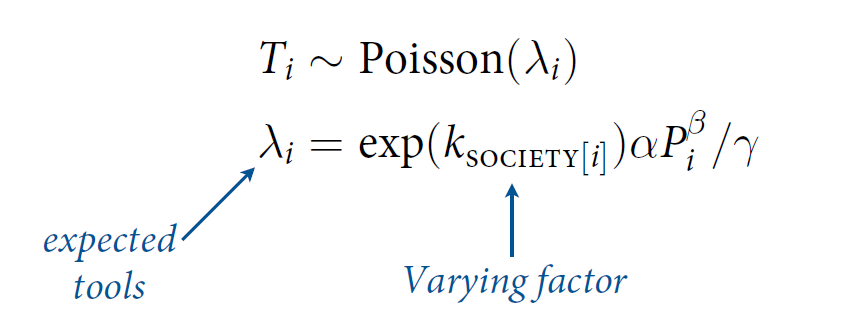 T_i ∼ Poisson(λ_i)
λ_i = exp(k_SOCIETY[i])αP_i^β/γ
expected
tools
Varying factor